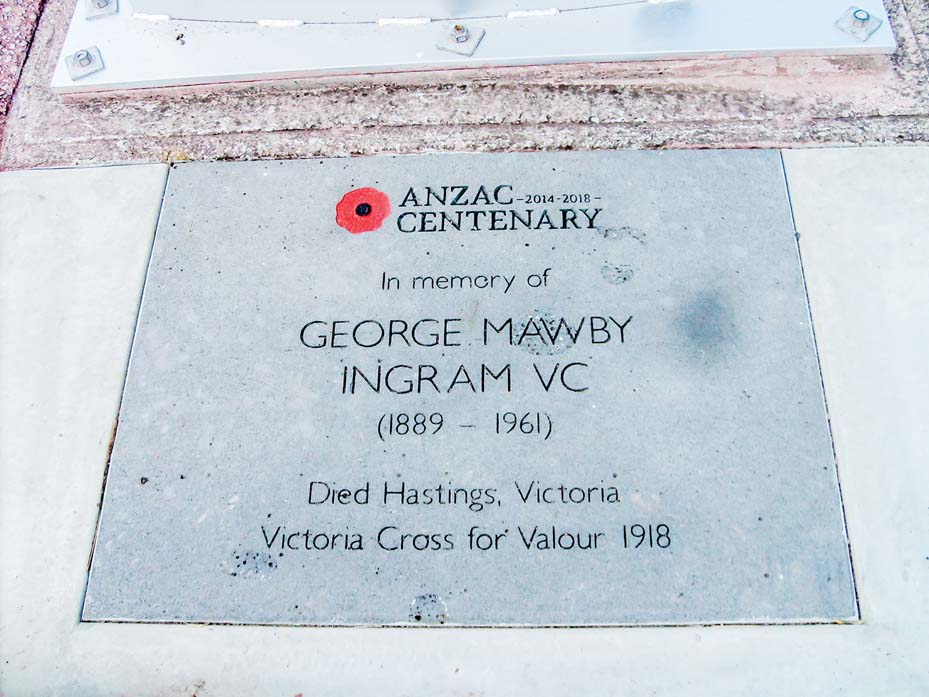 ANZAC -2014-2018-
CENTENARY
In memory of
GEORGE MAWBY
INGRAM VC
(1889 – 1961)
Died Hastings, Victoria
Victoria Cross for Valour 1918